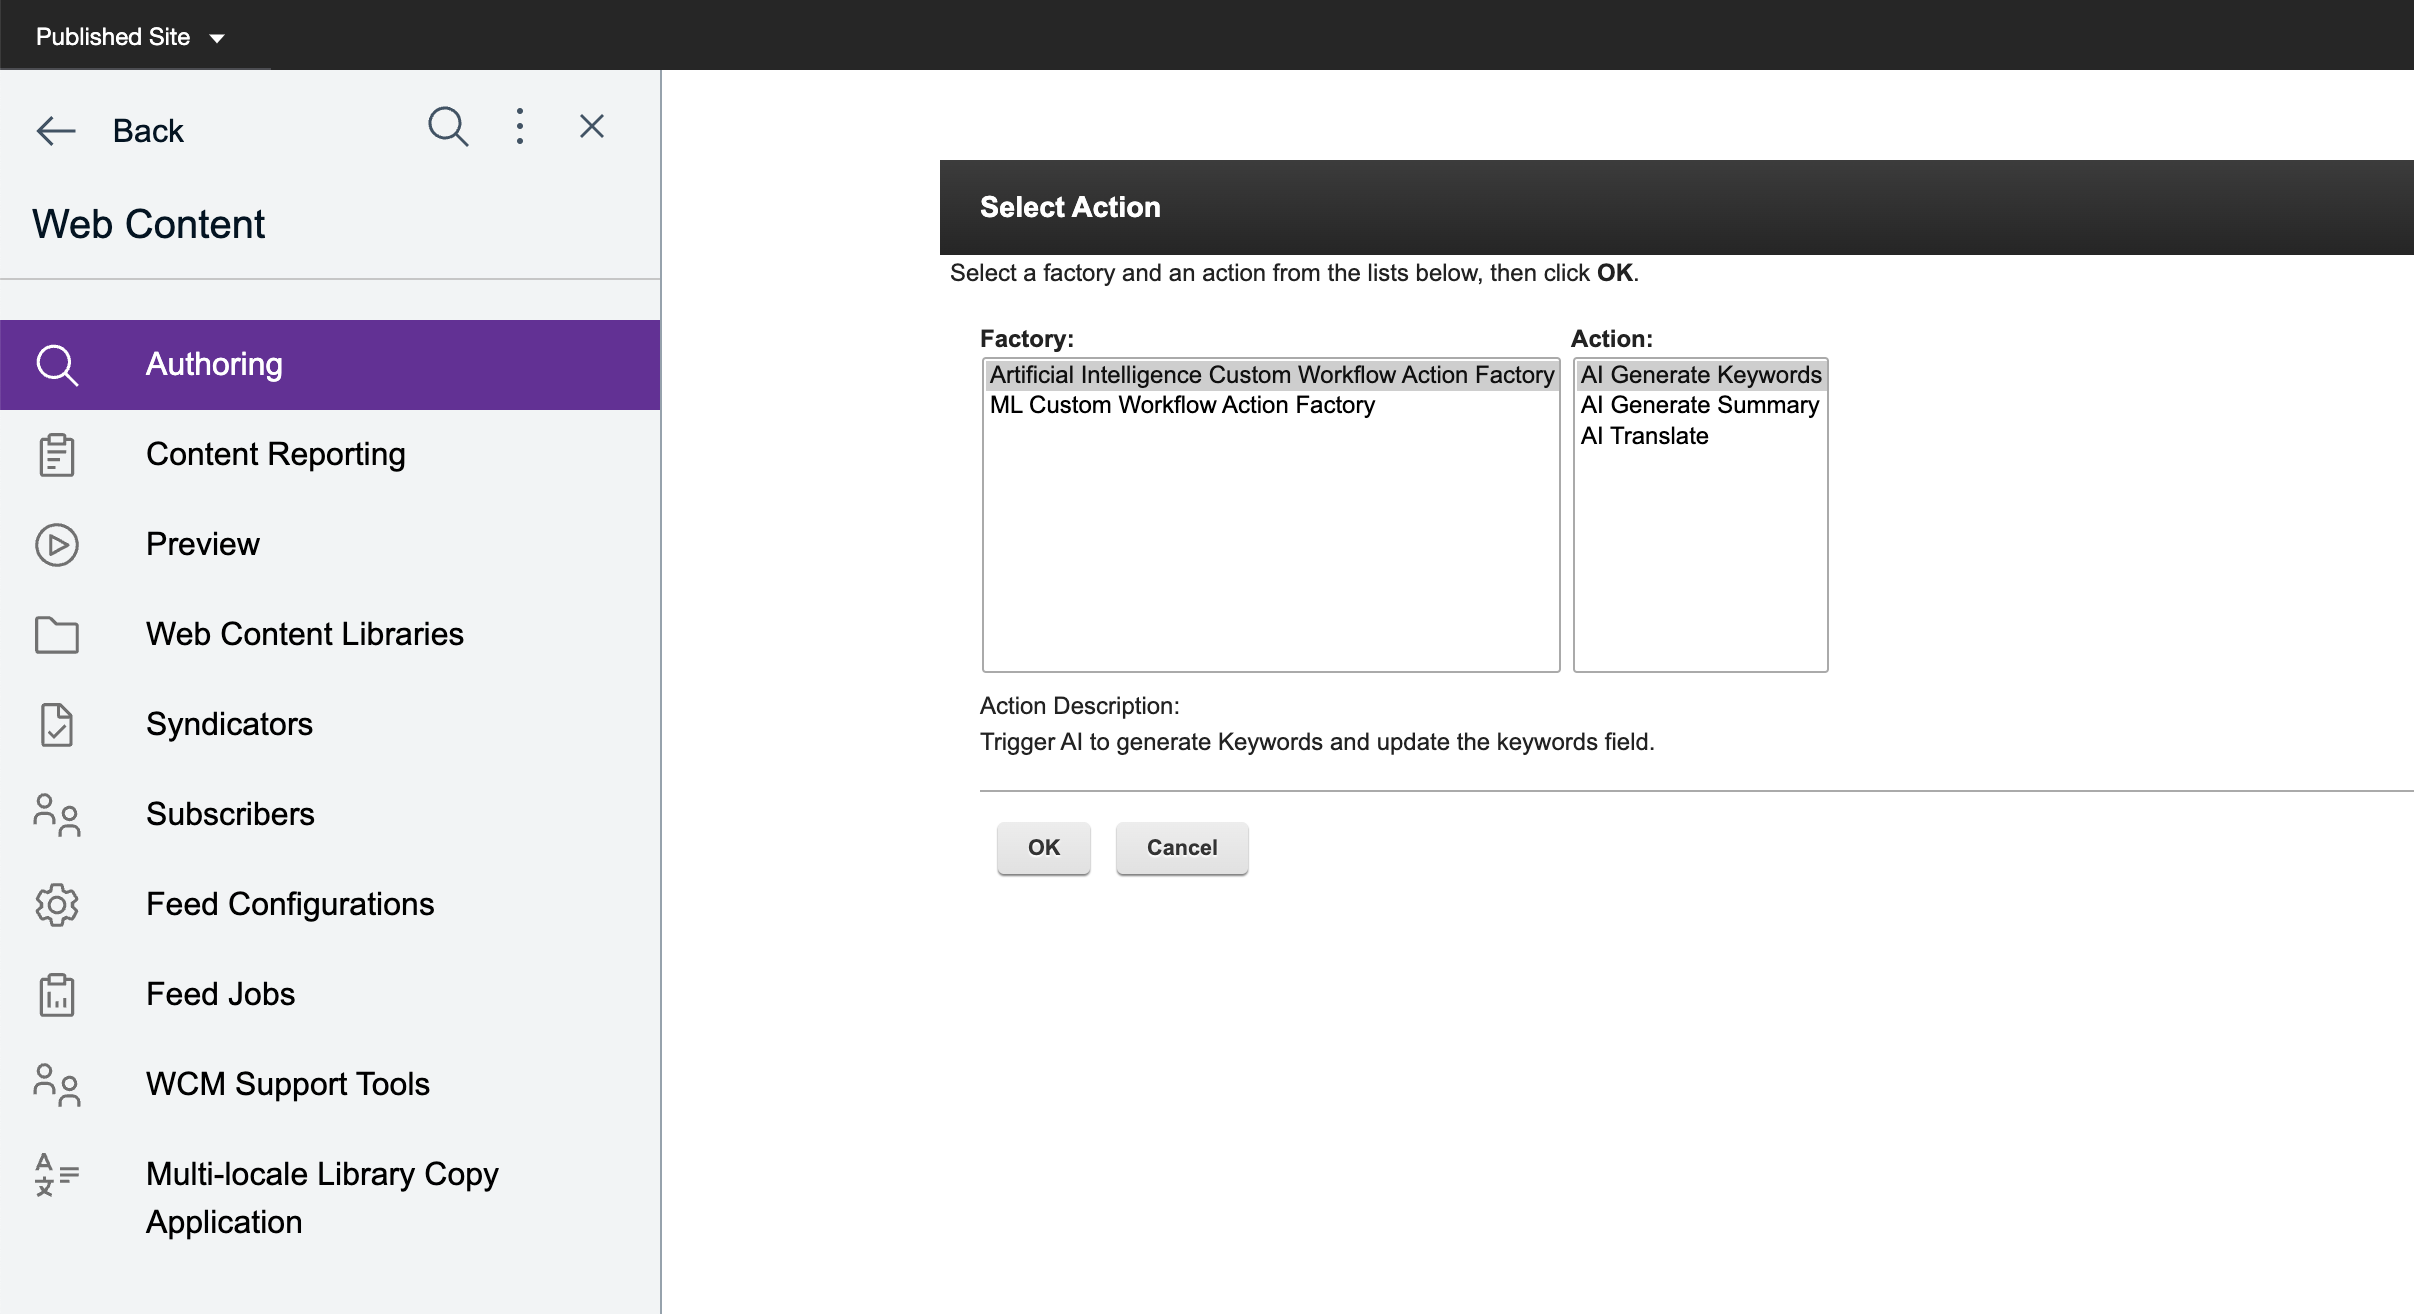 Published Site
Back
Web Content
Authoring
Content Reporting
Preview
Web Content Libraries
Syndicators
Subscribers
Feed Configurations
Feed Jobs
WCM Support Tools
Multi-locale Library Copy
Application
Select Action
Select a factory and an action from the lists below, then click OK.
Factory:
Artificial Intelligence Custom Workflow Action Factory
ML Custom Workflow Action Factory
Action:
AI Generate Keywords
AI Generate Summary
AI Translate
Action Description:
Trigger AI to generate Keywords and update the keywords field.
OK
Cancel